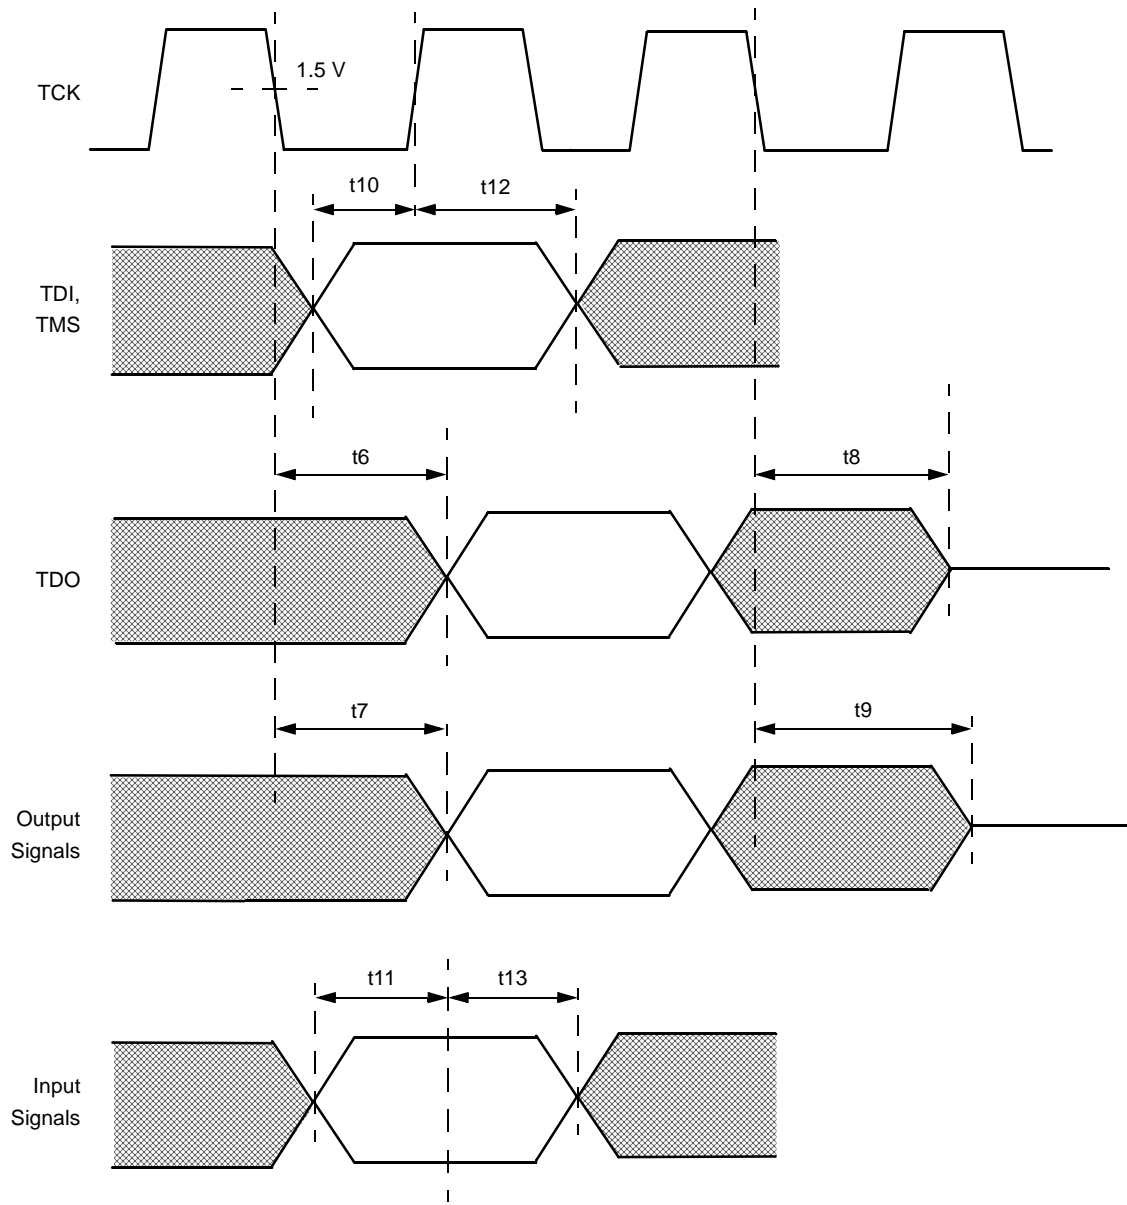 1.5 V
TCK
t10
t12
TDI,
TMS
t6
t8
TDO
t7
t9
Output
Signals
t11
t13
Input
Signals